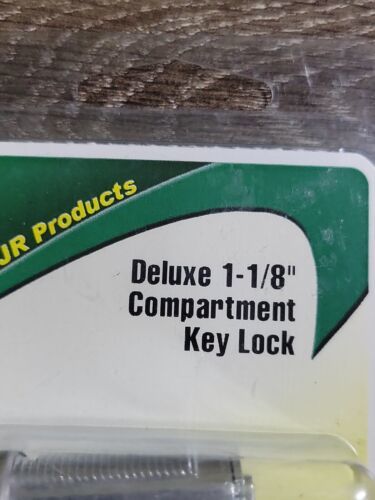 JR Products
Deluxe 1-1/8"
Compartment
Key Lock